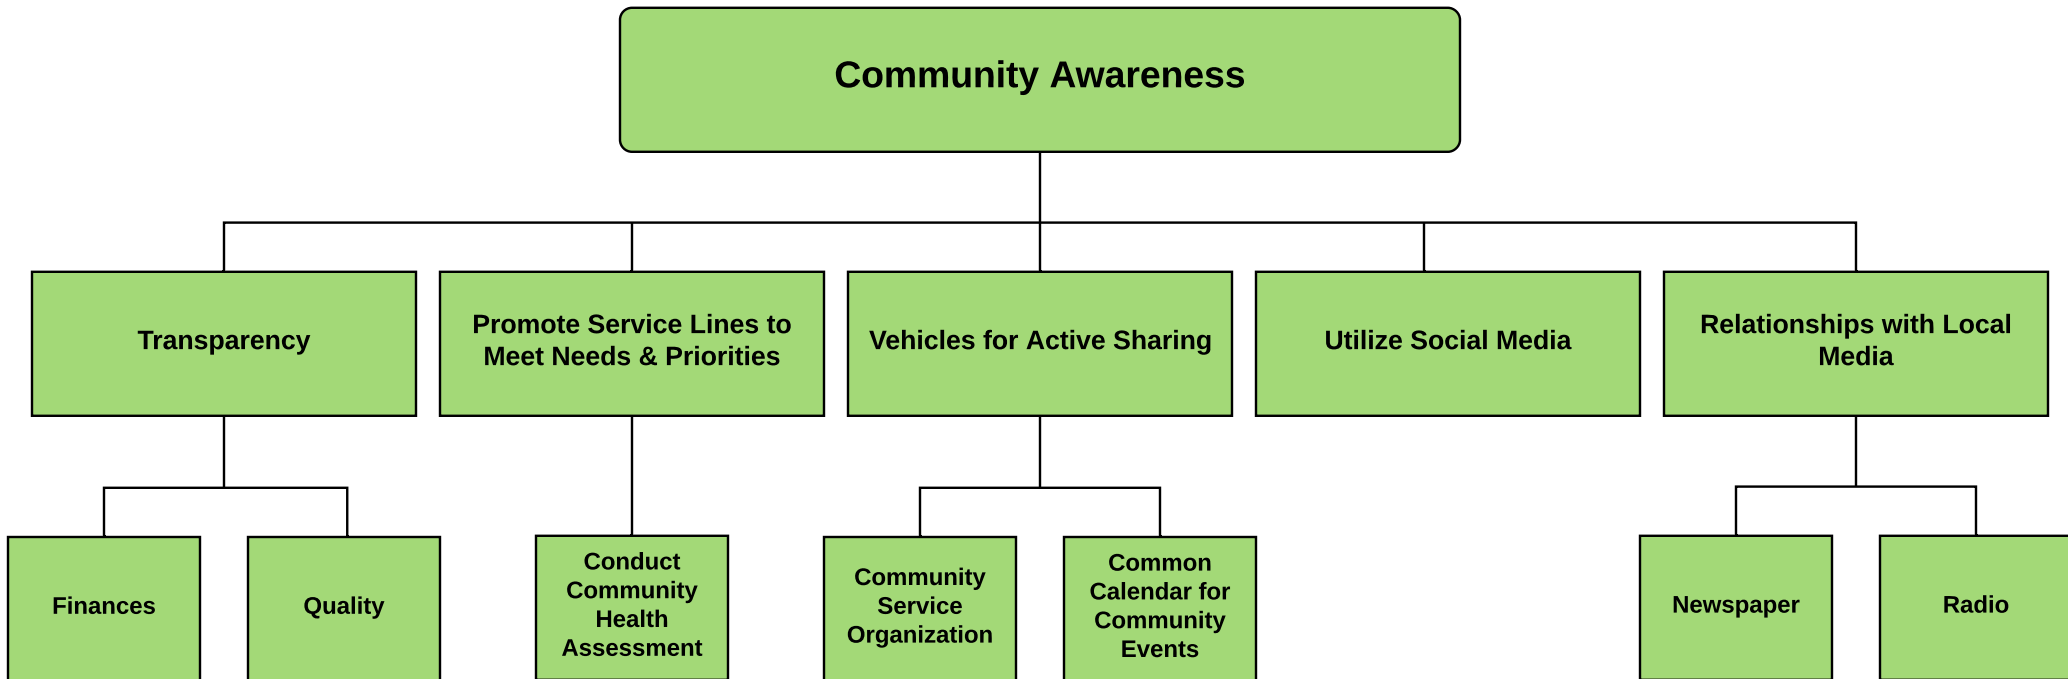 Community Awareness
Transparency
Promote Service Lines to
Meet Needs & Priorities
Vehicles for Active Sharing
Utilize Social Media
Relationships with Local
Media
Finances
Quality
Conduct
Community
Health
Assessment
Community
Service
Organization
Common
Calendar for
Community
Events
Newspaper
Radio